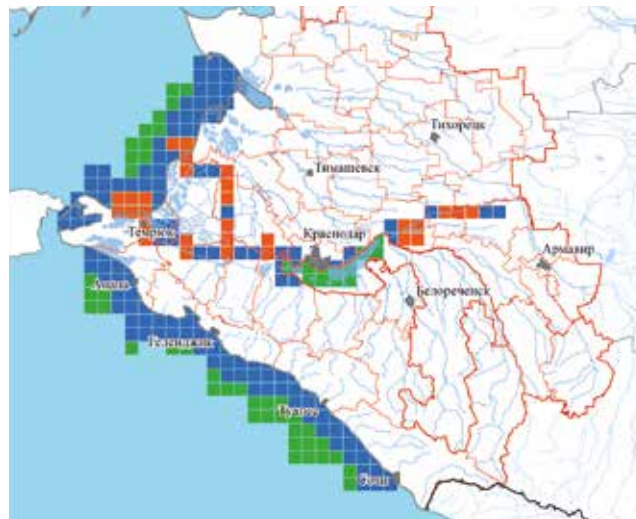 Тихорецк
Тимашевск
Темрюк
Краснодар
Армавир
Анапа
Белореченск
Геленджик
Туапсе
Сочи